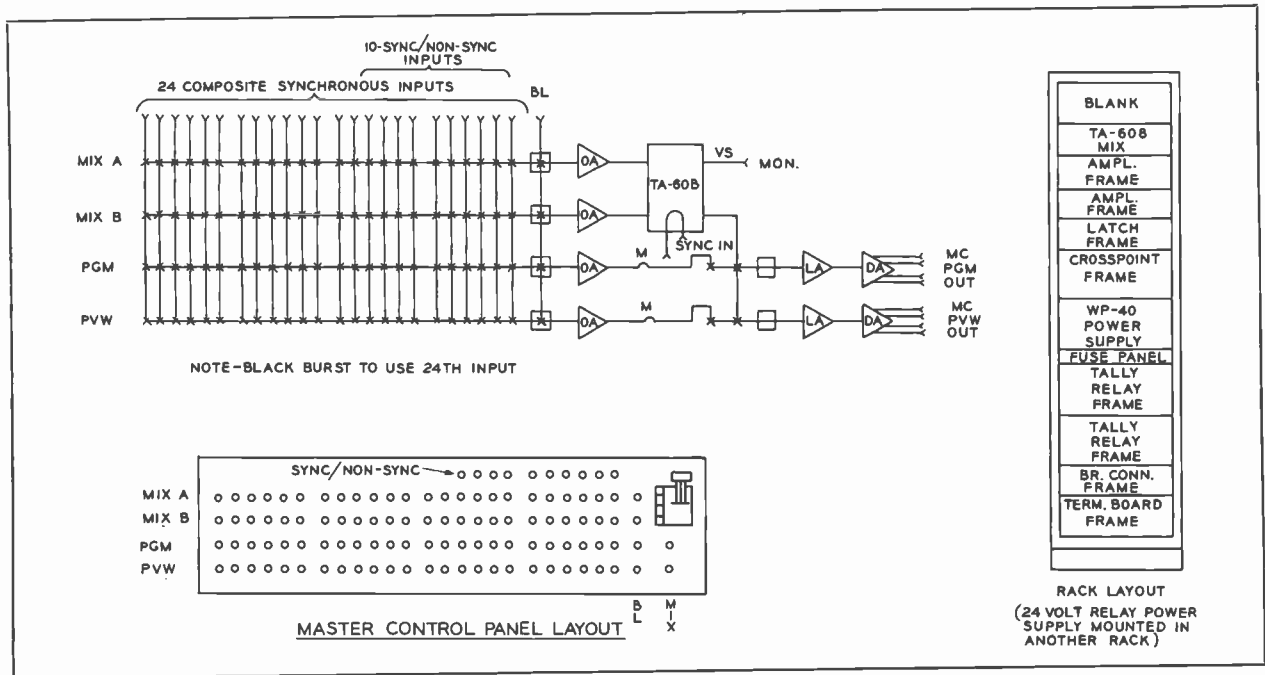 10-SYNC/NON-SYNC
INPUTS
24 COMPOSITE SYNCHRONOUS INPUTS
BL
MIX A
OA
TA-60B
VS
MON.
MIX B
OA
SYNC IN
PGM
OA
M
LA
DA
MC
PGM
OUT
PVW
OA
M
LA
DA
MC
PVW
OUT
NOTE-BLACK BURST TO USE 24TH INPUT
SYNC/NON-SYNC
MIX A
MIX B
PGM
PVW
BL
MIX
MASTER CONTROL PANEL LAYOUT
BLANK
TA-60B
MIX
AMPL.
FRAME
AMPL.
FRAME
LATCH
FRAME
CROSSPOINT
FRAME
WP-40
POWER
SUPPLY
FUSE PANEL
TALLY
RELAY
FRAME
TALLY
RELAY
FRAME
BR. CONN.
FRAME
TERM. BOARD
FRAME
RACK LAYOUT
(24 VOLT RELAY POWER
SUPPLY MOUNTED IN
ANOTHER RACK)